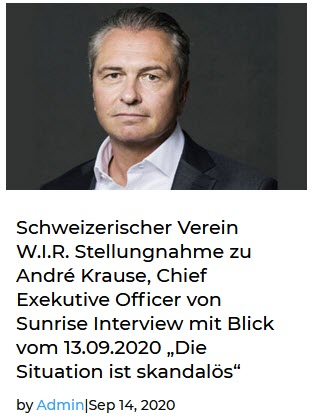 Schweizerischer Verein
W.I.R. Stellungnahme zu
André Krause, Chief
Exekutive Officer von
Sunrise Interview mit Blick
vom 13.09.2020 „Die
Situation ist skandalös“
by Admin|Sep 14, 2020